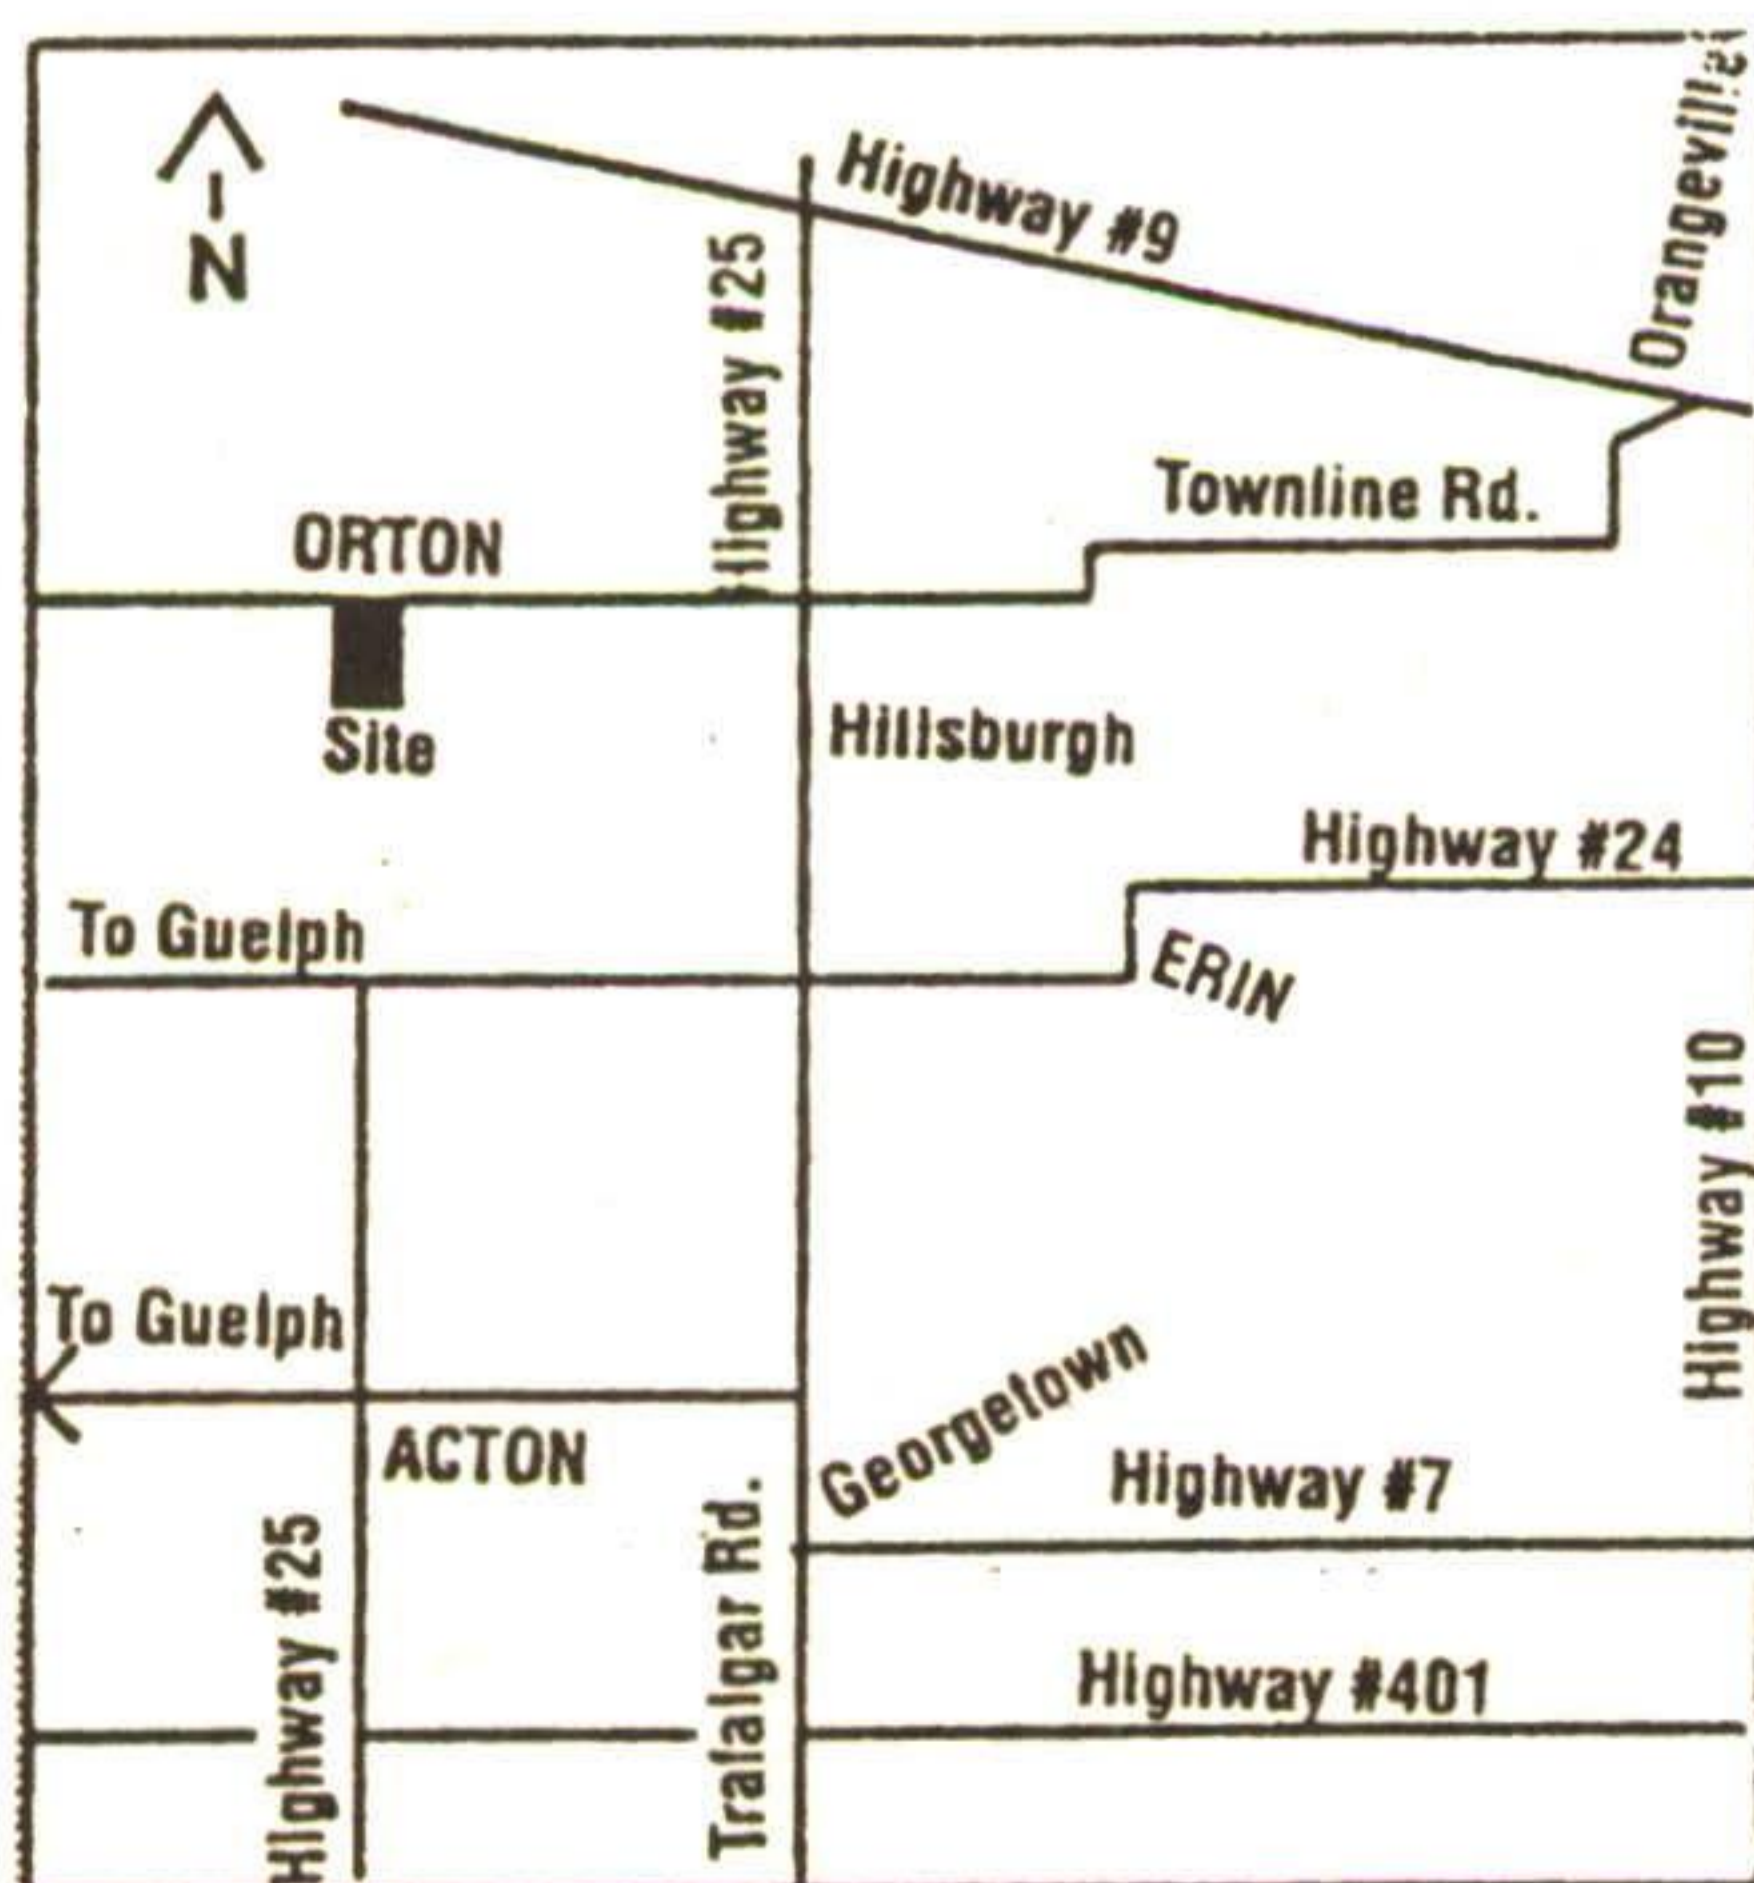 Orangeville
Highway #9
N
Highway #25
Townline Rd.
ORTON
Site
Hillsburgh
Highway #24
To Guelph
ERIN
Highway #10
To Guelph
Georgetown
ACTON
Highway #7
Highway #25
Trafalgar Rd.
Highway #401